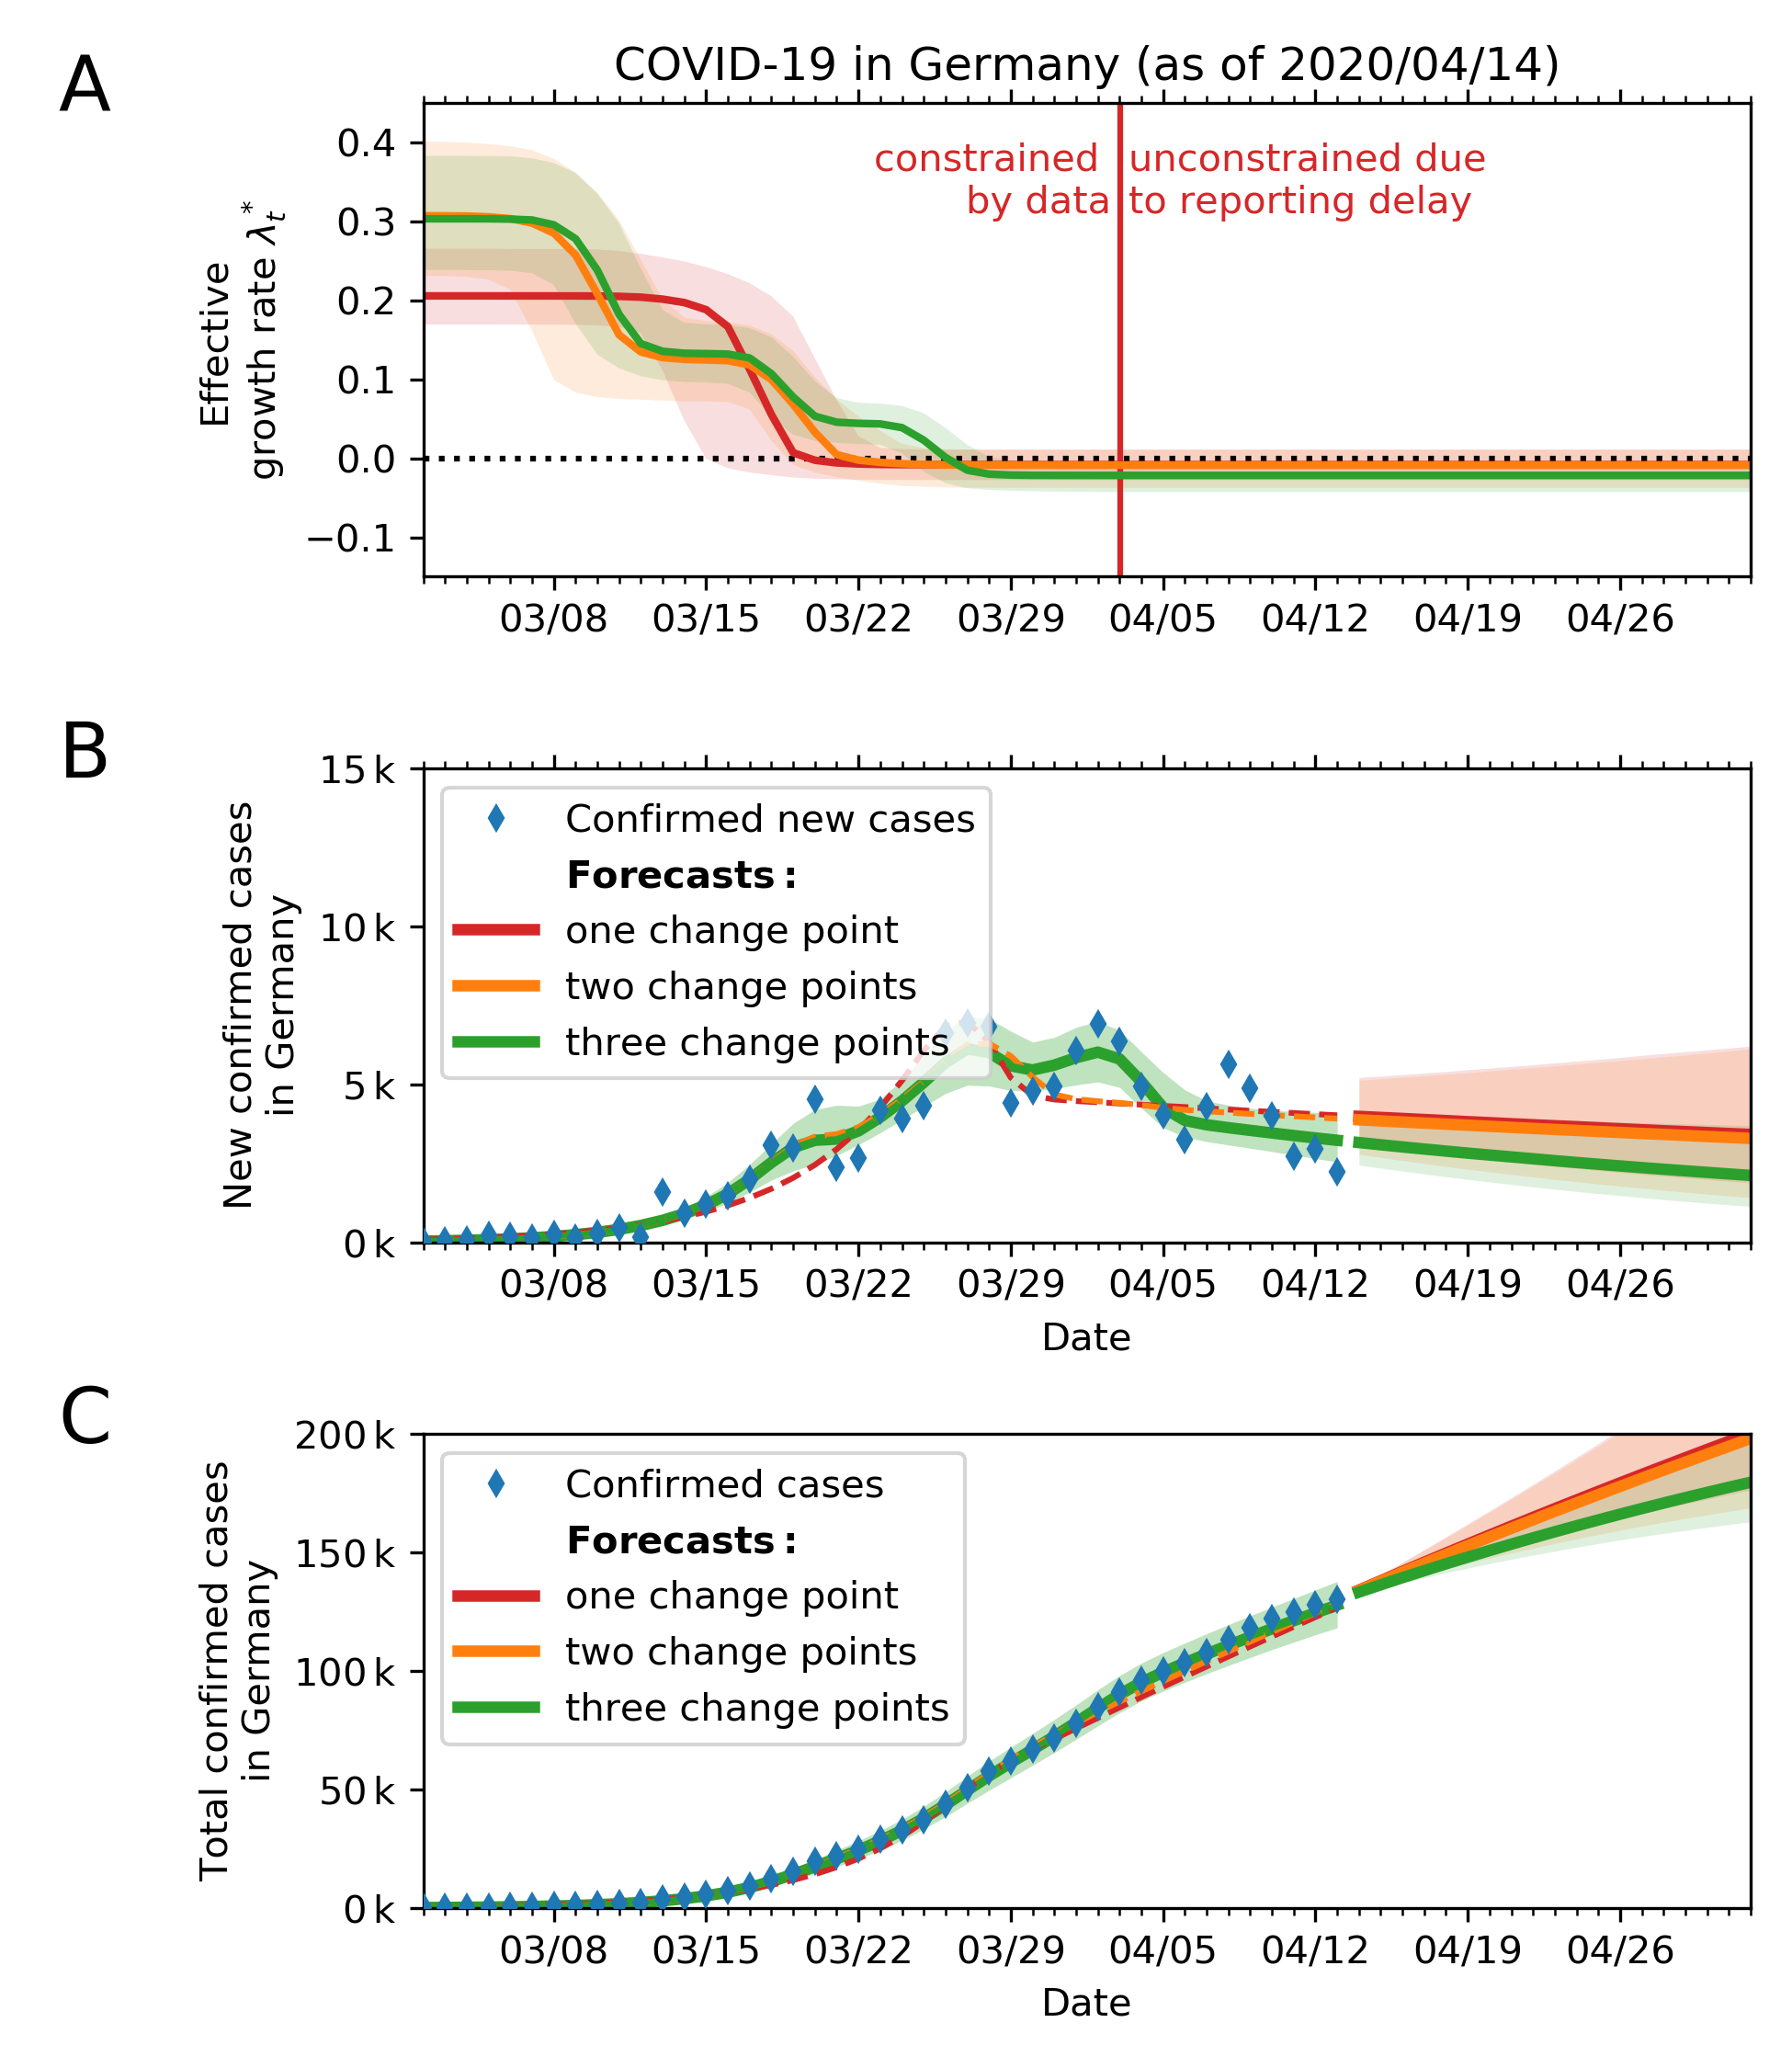 A
COVID-19 in Germany (as of 2020/04/14)
Effective
growth rate λ*t
0.4
0.3
0.2
0.1
0.0
−0.1
constrained
by data
unconstrained due
to reporting delay
03/08 03/15 03/22 03/29 04/05 04/12 04/19 04/26
B
New confirmed cases
in Germany
15 k
10 k
5 k
0 k
Confirmed new cases
Forecasts :
one change point
two change points
three change points
03/08 03/15 03/22 03/29 04/05 04/12 04/19 04/26
Date
C
Total confirmed cases
in Germany
200 k
150 k
100 k
50 k
0 k
Confirmed cases
Forecasts :
one change point
two change points
three change points
03/08 03/15 03/22 03/29 04/05 04/12 04/19 04/26
Date